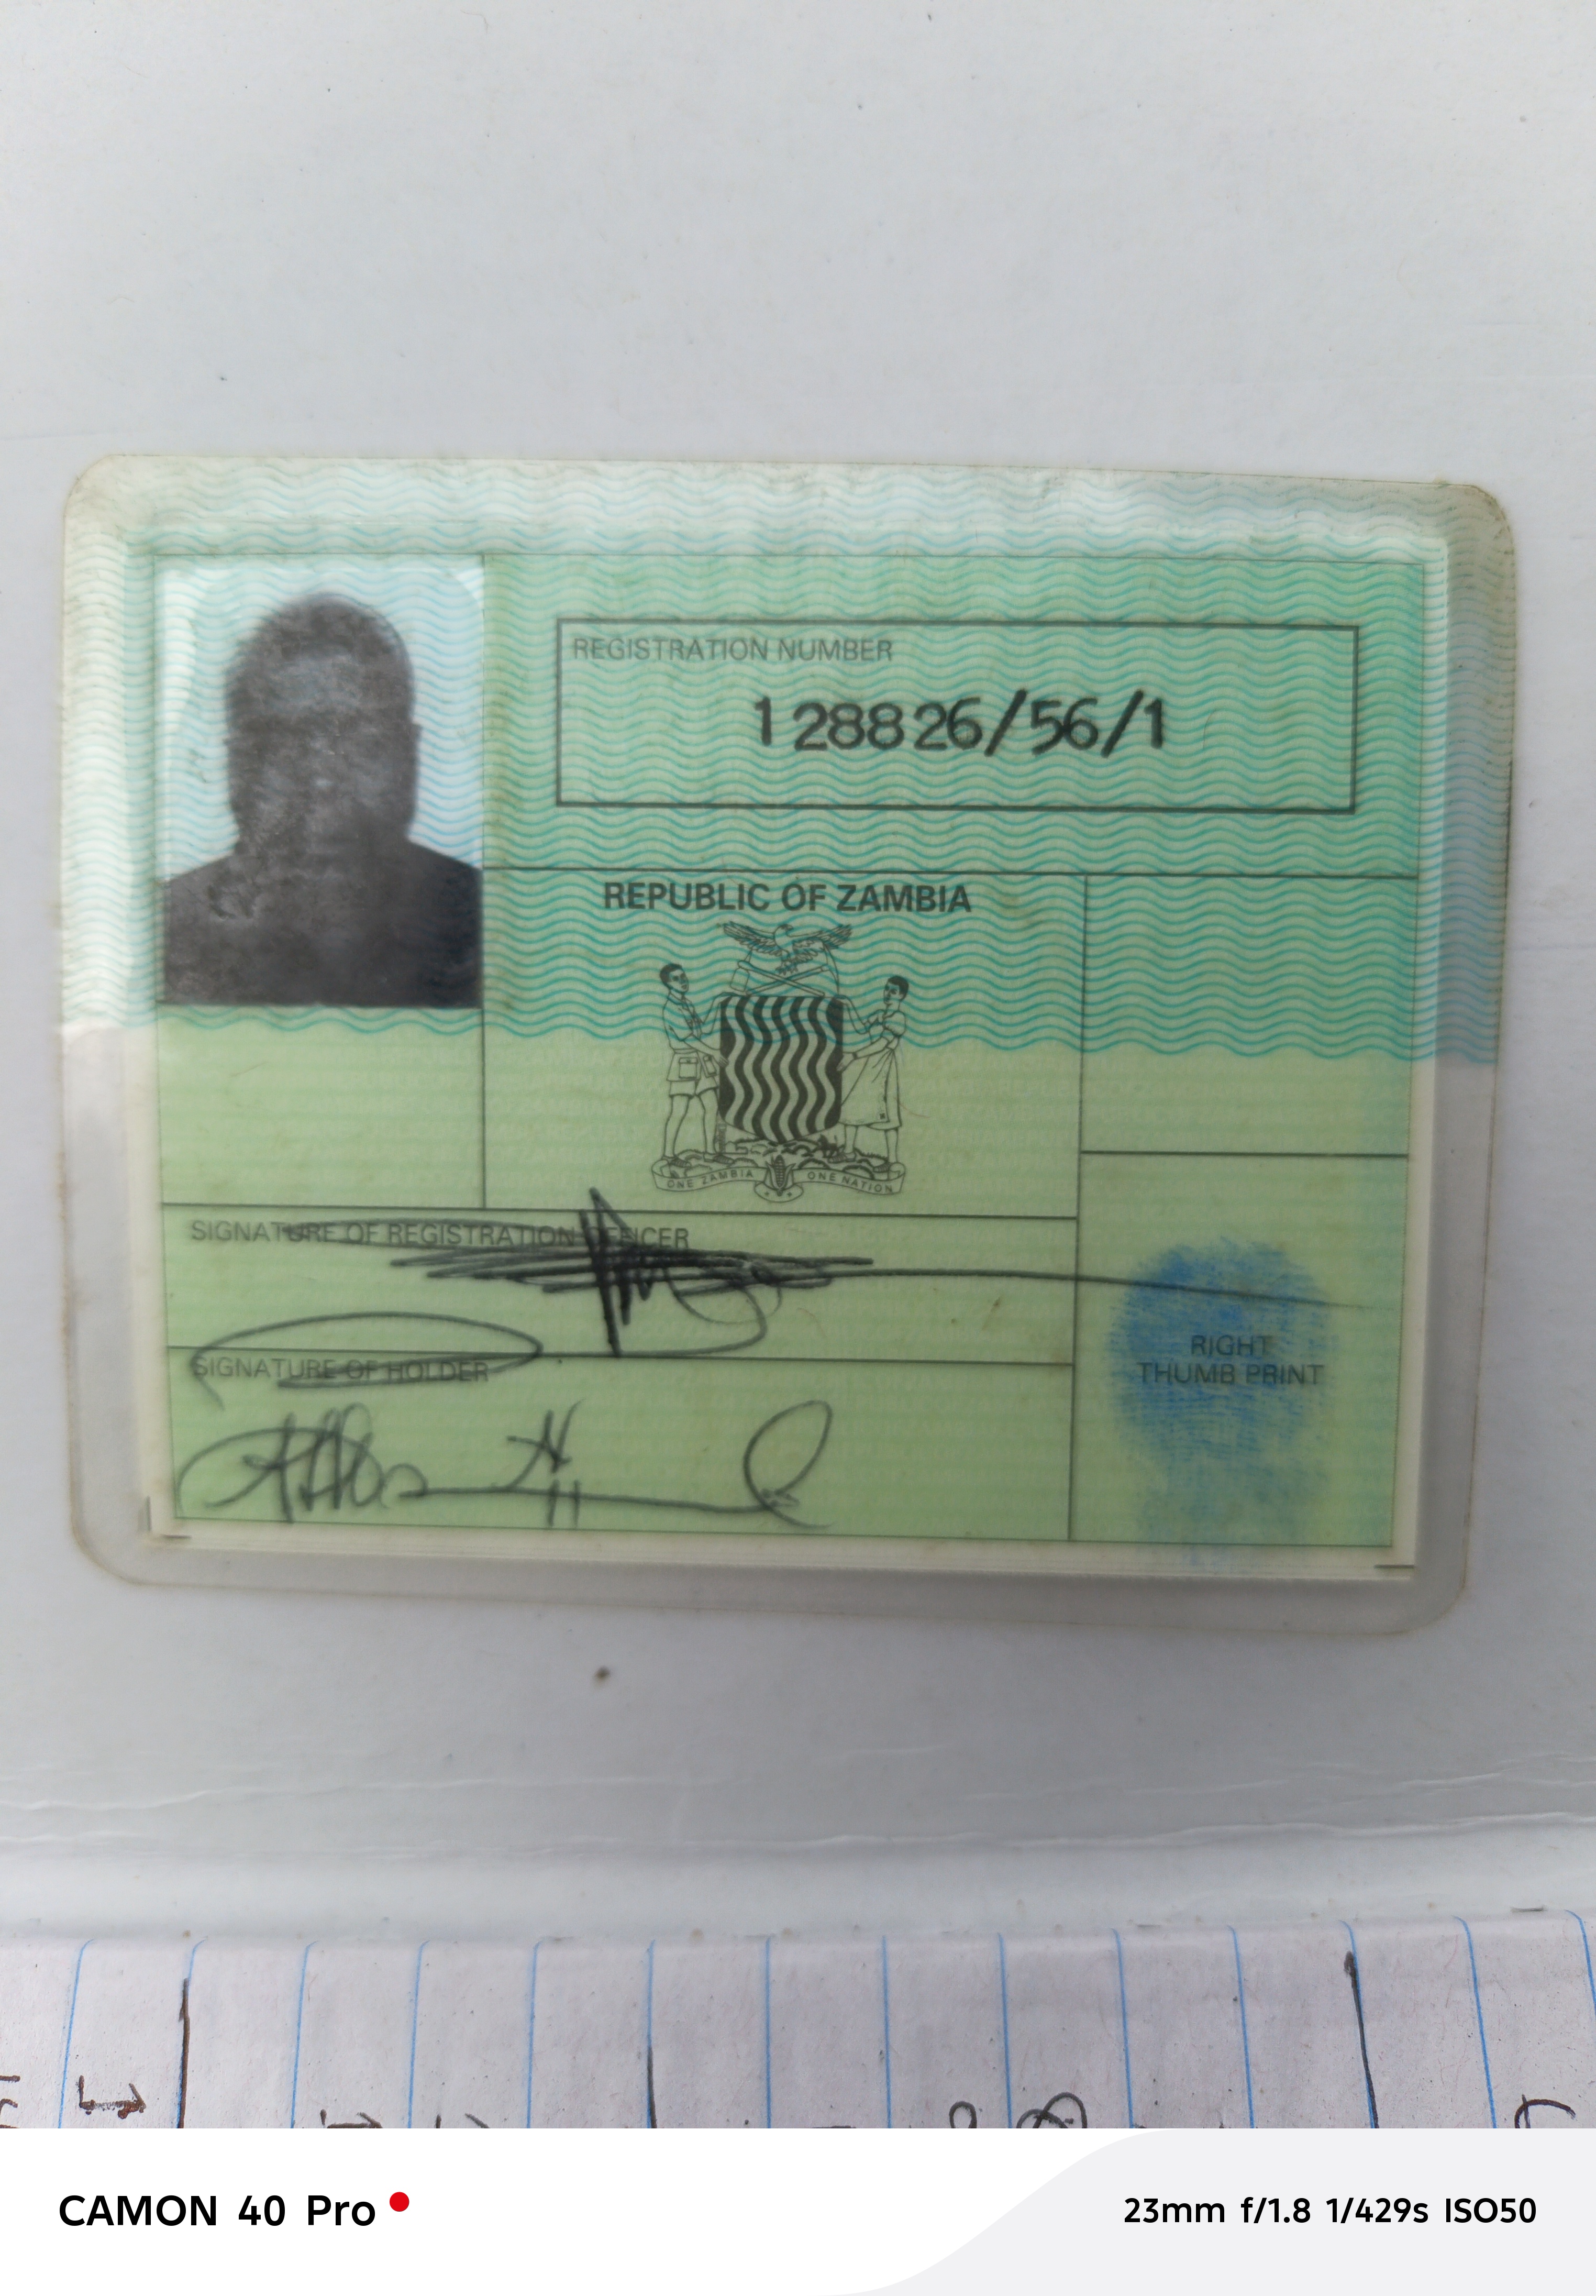 REGISTRATION NUMBER
128826/56/1
REPUBLIC OF ZAMBIA
ONE ZAMBIA ONE NATION
SIGNATURE OF REGISTRATION OFFICER
SIGNATURE OF HOLDER
RIGHT
THUMB PRINT
CAMON 40 Pro
23mm f/1.8 1/429s ISO50